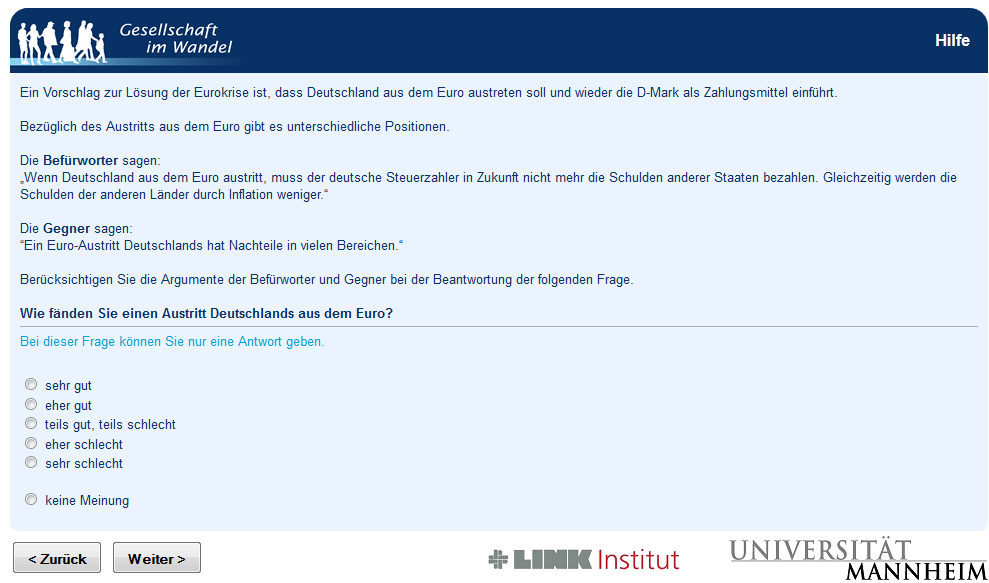 Gesellschaft
im Wandel
Hilfe
Ein Vorschlag zur Lösung der Eurokrise ist, dass Deutschland aus dem Euro austreten soll und wieder die D-Mark als Zahlungsmittel einführt.
Bezüglich des Austritts aus dem Euro gibt es unterschiedliche Positionen.
Die Befürworter sagen:
„Wenn Deutschland aus dem Euro austritt, muss der deutsche Steuerzahler in Zukunft nicht mehr die Schulden anderer Staaten bezahlen. Gleichzeitig werden die
Schulden der anderen Länder durch Inflation weniger.“
Die Gegner sagen:
“Ein Euro-Austritt Deutschlands hat Nachteile in vielen Bereichen.“
Berücksichtigen Sie die Argumente der Befürworter und Gegner bei der Beantwortung der folgenden Frage.
Wie fänden Sie einen Austritt Deutschlands aus dem Euro?
Bei dieser Frage können Sie nur eine Antwort geben.
sehr gut
eher gut
teils gut, teils schlecht
eher schlecht
sehr schlecht
keine Meinung
< Zurück
Weiter >
LINK Institut
UNIVERSITÄT
MANNHEIM